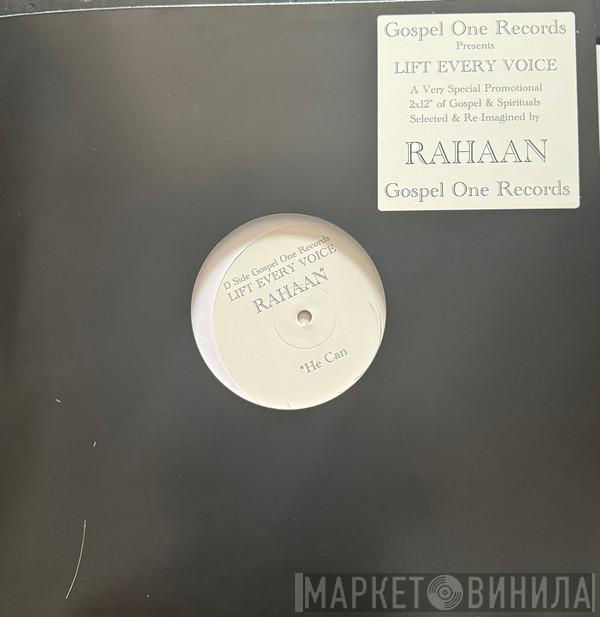 Gospel One Records
Presents
LIFT EVERY VOICE
A Very Special Promotional
2x12" of Gospel & Spirituals
Selected & Re-Imagined by
RAHAAN
Gospel One Records
D Side Gospel One Records
LIFT EVERY VOICE
RAHAAN
*He Can
МАРКЕТ ВИНИЛА